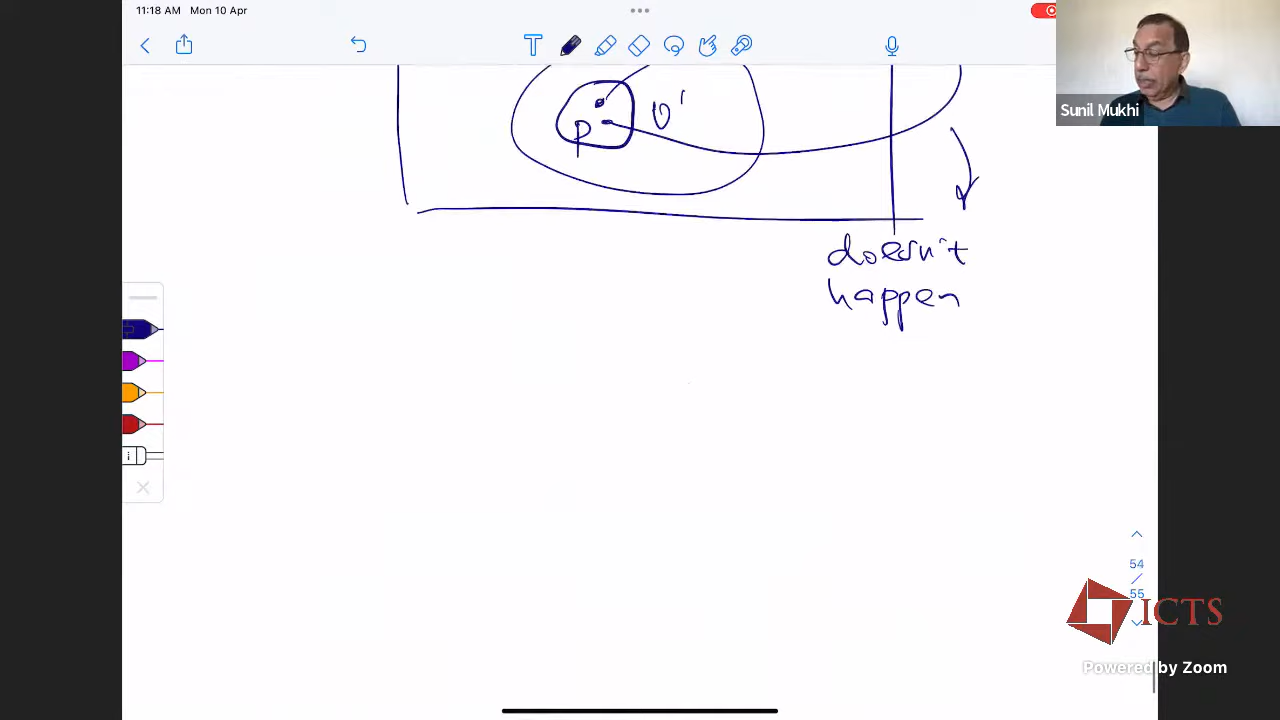 11:18 AM Mon 10 Apr
Sunil Mukhi
p
O'
doesn't
happen
54
/
55
ICTS
Powered by Zoom